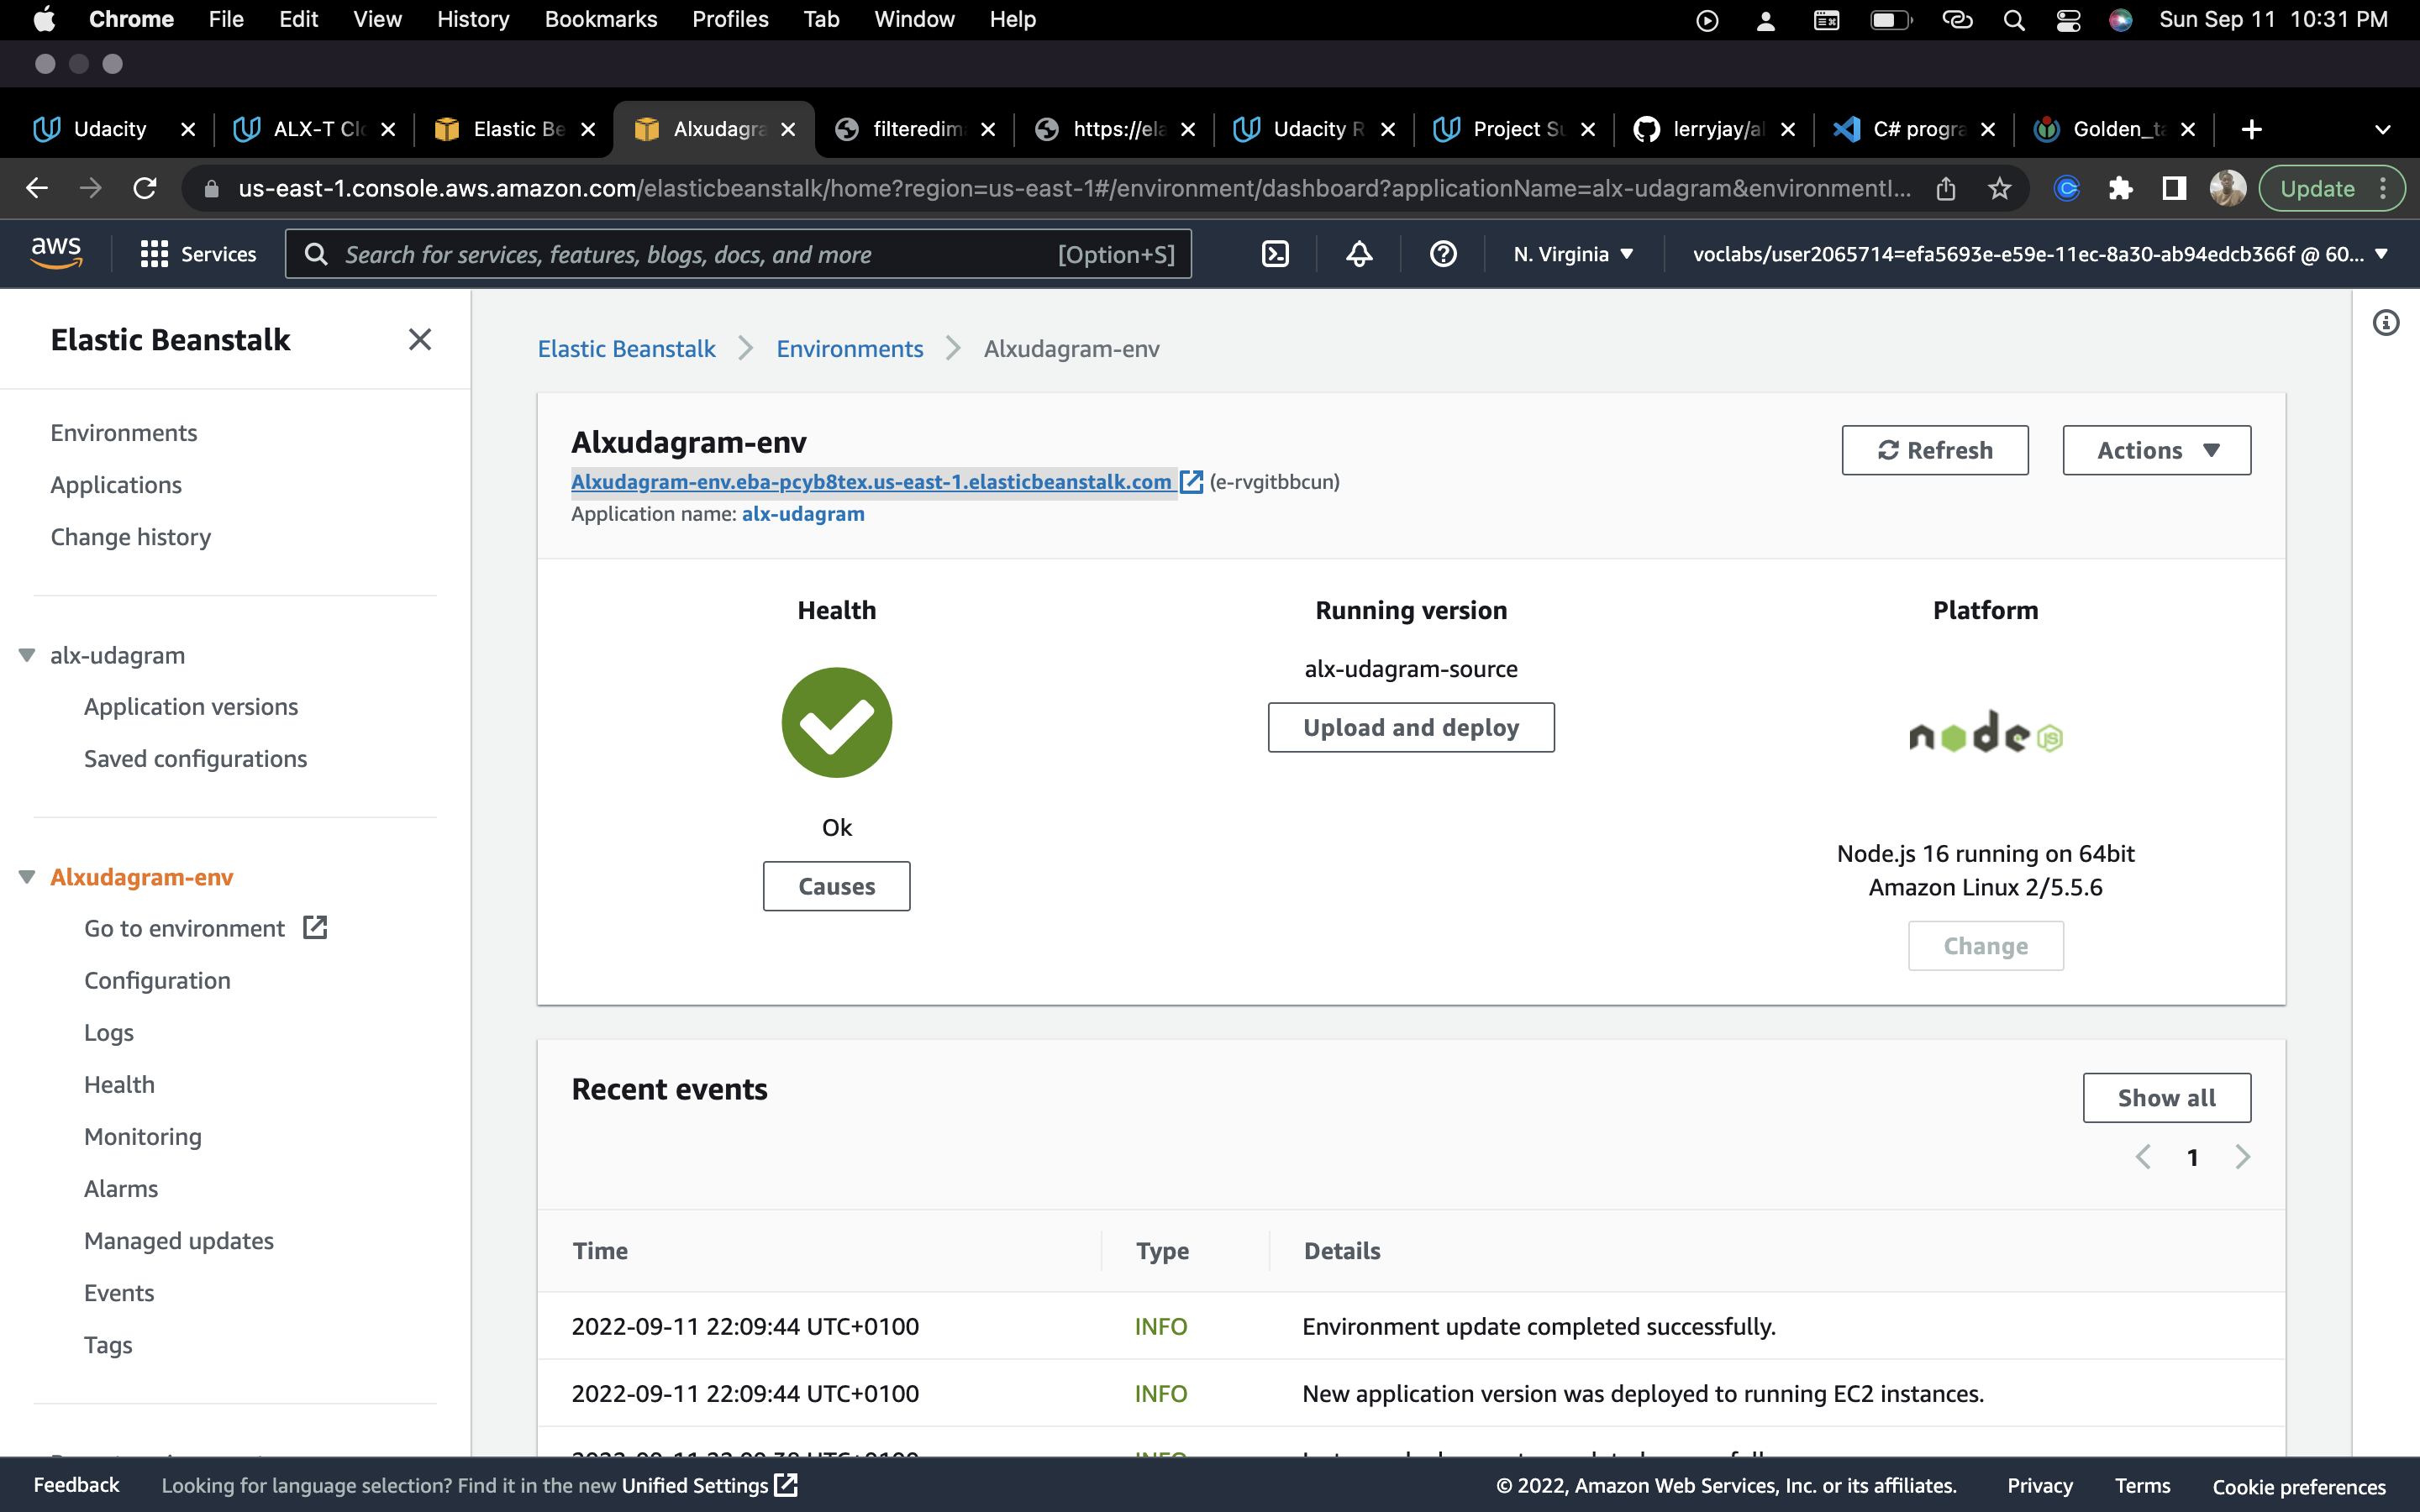 Chrome File Edit View History Bookmarks Profiles Tab Window Help Sun Sep 11 10:31 PM
Udacity ALX-T Clo Elastic Be Alxudagra filteredim https://ela Udacity R Project Su lerryjay/al C# progra Golden_ta
us-east-1.console.aws.amazon.com/elasticbeanstalk/home?region=us-east-1#/environment/dashboard?applicationName=alx-udagram&environmentI... Update
aws Services Search for services, features, blogs, docs, and more [Option+S] N. Virginia voclabs/user2065714=efa5693e-e59e-11ec-8a30-ab94edcb366f @ 60...
Elastic Beanstalk
Environments
Applications
Change history
alx-udagram
Application versions
Saved configurations
Alxudagram-env
Go to environment
Configuration
Logs
Health
Monitoring
Alarms
Managed updates
Events
Tags
Elastic Beanstalk Environments Alxudagram-env
Alxudagram-env
Alxudagram-env.eba-pcyb8tex.us-east-1.elasticbeanstalk.com (e-rvgitbbcun)
Application name: alx-udagram
Refresh Actions
Health
Ok
Causes
Running version
alx-udagram-source
Upload and deploy
Platform
node JS
Node.js 16 running on 64bit
Amazon Linux 2/5.5.6
Change
Recent events
Show all
1
Time Type Details
2022-09-11 22:09:44 UTC+0100 INFO Environment update completed successfully.
2022-09-11 22:09:44 UTC+0100 INFO New application version was deployed to running EC2 instances.
Feedback Looking for language selection? Find it in the new Unified Settings © 2022, Amazon Web Services, Inc. or its affiliates. Privacy Terms Cookie preferences